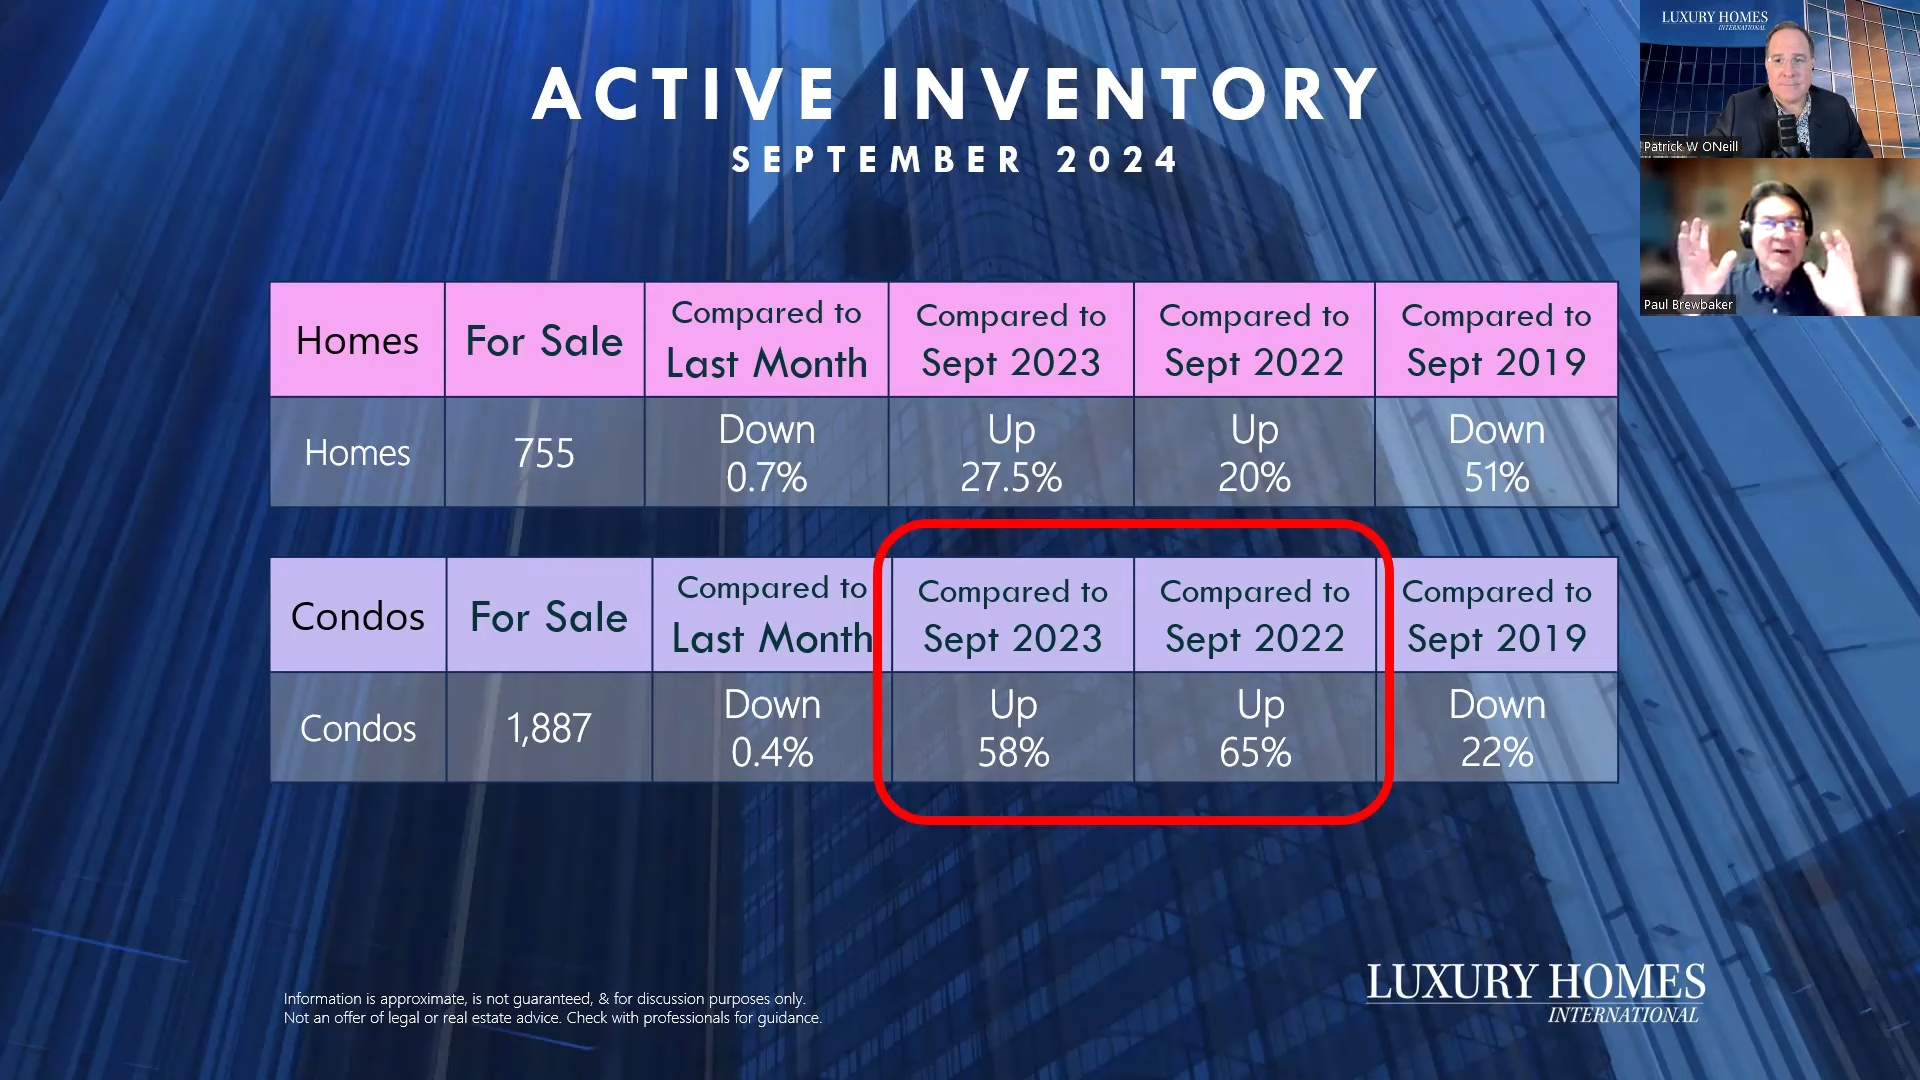 LUXURY HOMES
INTERNATIONAL
ACTIVE INVENTORY
SEPTEMBER 2024
Patrick W ONeill
Paul Brewbaker
Homes
For Sale
Compared to
Last Month
Compared to
Sept 2023
Compared to
Sept 2022
Compared to
Sept 2019
Homes
755
Down
0.7%
Up
27.5%
Up
20%
Down
51%
Condos
For Sale
Compared to
Last Month
Compared to
Sept 2023
Compared to
Sept 2022
Compared to
Sept 2019
Condos
1,887
Down
0.4%
Up
58%
Up
65%
Down
22%
LUXURY HOMES
INTERNATIONAL
Information is approximate, is not guaranteed, & for discussion purposes only.
Not an offer of legal or real estate advice. Check with professionals for guidance.